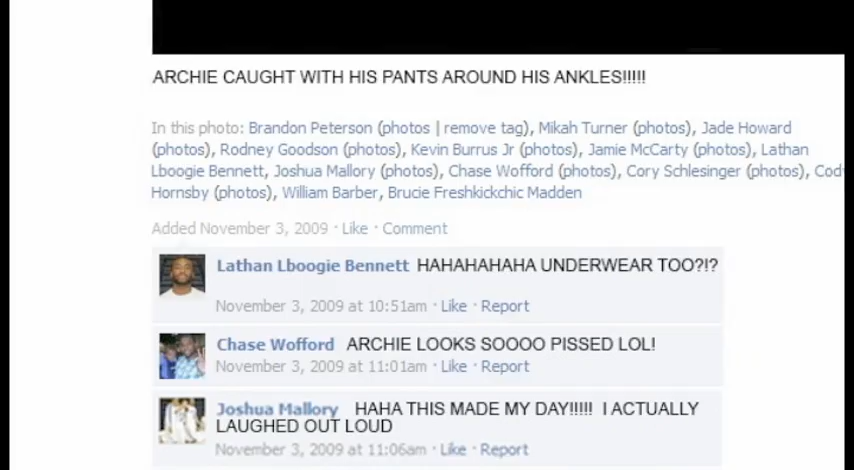 ARCHIE CAUGHT WITH HIS PANTS AROUND HIS ANKLES!!!!!
In this photo: Brandon Peterson (photos | remove tag), Mikah Turner (photos), Jade Howard
(photos), Rodney Goodson (photos), Kevin Burrus Jr (photos), Jamie McCarty (photos), Lathan
Lboogie Bennett, Joshua Mallory (photos), Chase Wofford (photos), Cory Schlesinger (photos), Cod
Hornsby (photos), William Barber, Brucie Freshkickchic Madden
Added November 3, 2009 · Like · Comment
Lathan Lboogie Bennett HAHAHAHAHA UNDERWEAR TOO?!?
November 3, 2009 at 10:51am · Like · Report
Chase Wofford ARCHIE LOOKS SOOOO PISSED LOL!
November 3, 2009 at 11:01am · Like · Report
Joshua Mallory HAHA THIS MADE MY DAY!!!!! I ACTUALLY
LAUGHED OUT LOUD
November 3, 2009 at 11:06am · Like · Report